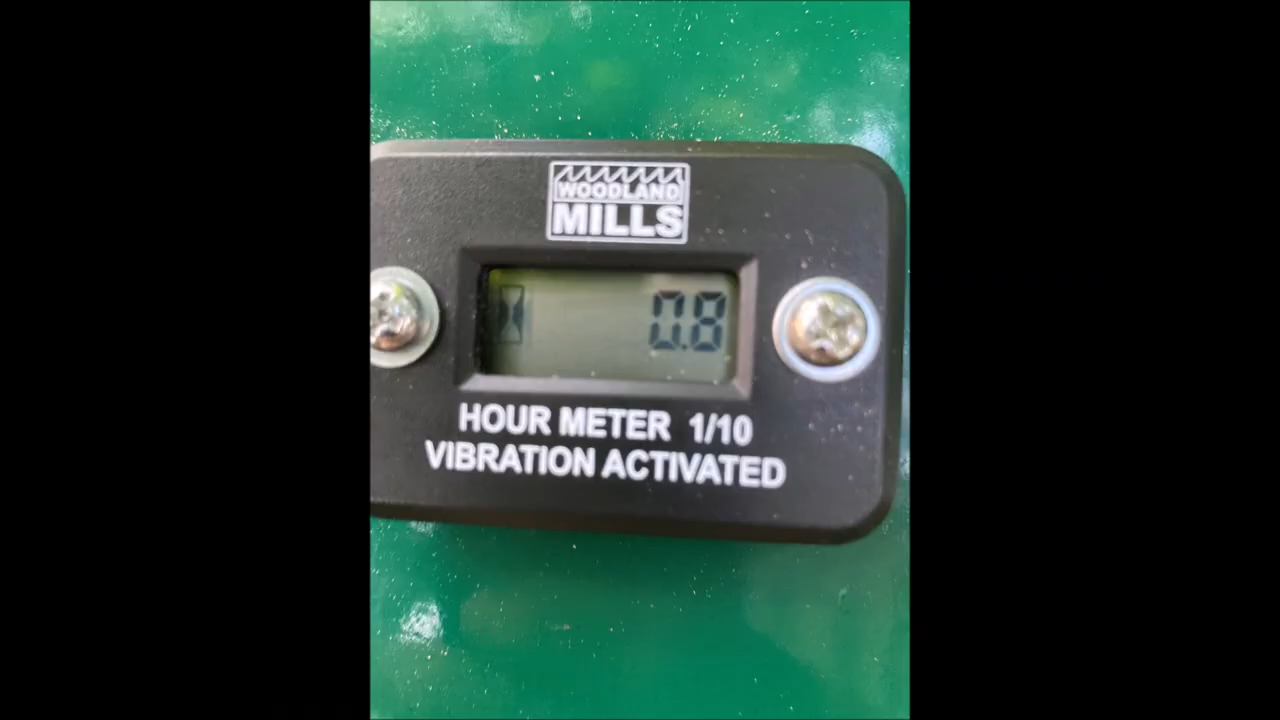 WOODLAND
MILLS
0.8
HOUR METER 1/10
VIBRATION ACTIVATED